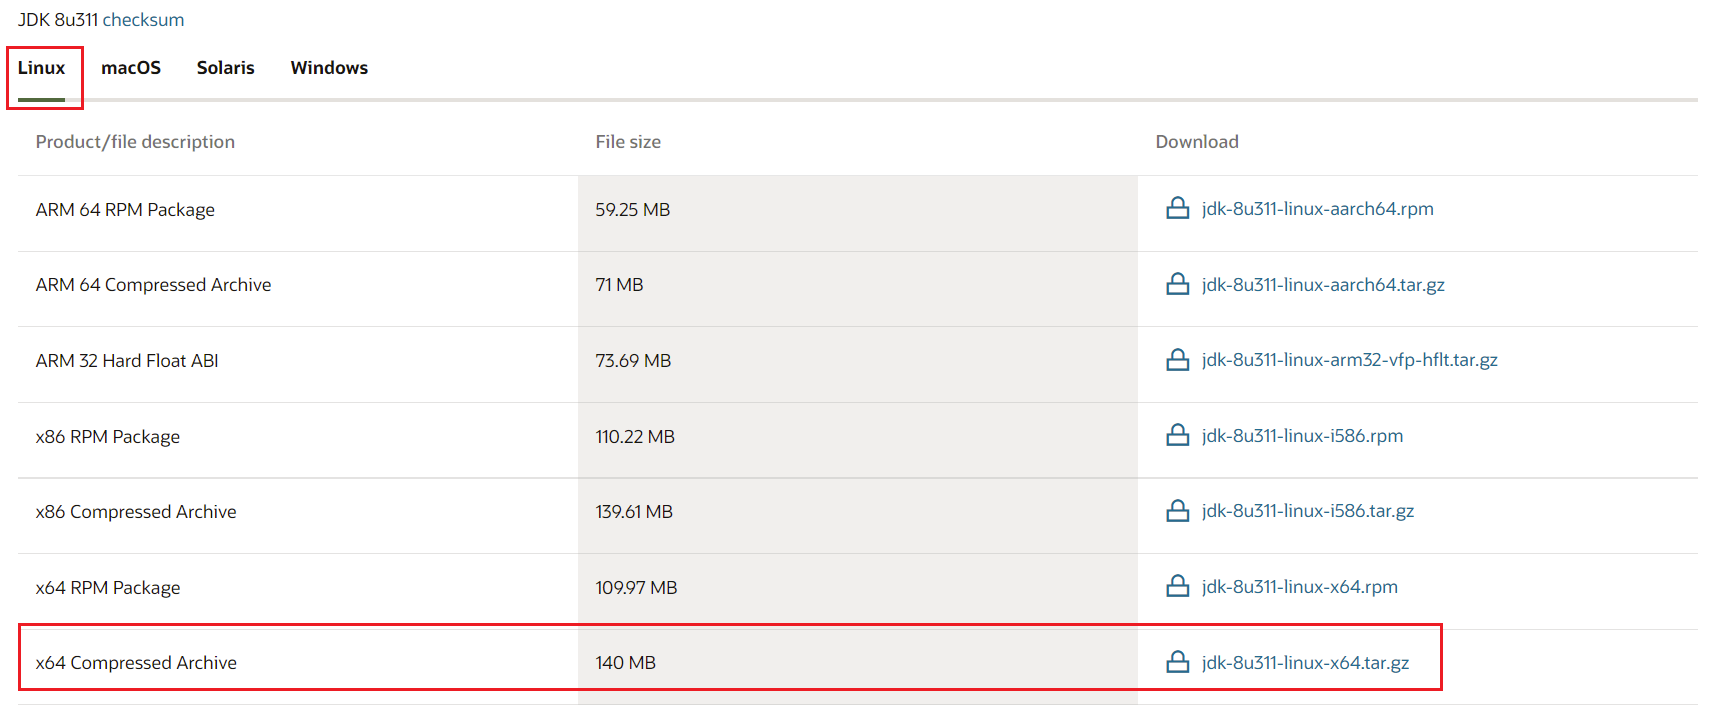 JDK 8u311 checksum
Linux macOS Solaris Windows
Product/file description File size Download
ARM 64 RPM Package 59.25 MB jdk-8u311-linux-aarch64.rpm
ARM 64 Compressed Archive 71 MB jdk-8u311-linux-aarch64.tar.gz
ARM 32 Hard Float ABI 73.69 MB jdk-8u311-linux-arm32-vfp-hflt.tar.gz
x86 RPM Package 110.22 MB jdk-8u311-linux-i586.rpm
x86 Compressed Archive 139.61 MB jdk-8u311-linux-i586.tar.gz
x64 RPM Package 109.97 MB jdk-8u311-linux-x64.rpm
x64 Compressed Archive 140 MB jdk-8u311-linux-x64.tar.gz